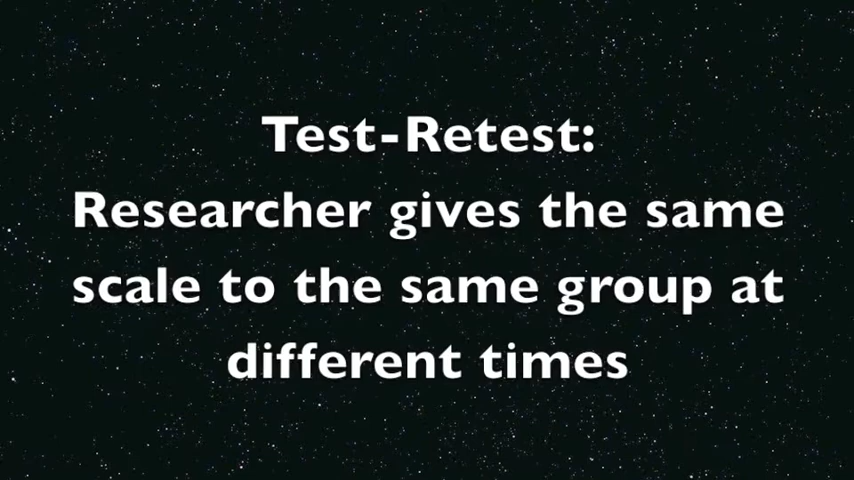 Test-Retest:
Researcher gives the same
scale to the same group at
different times